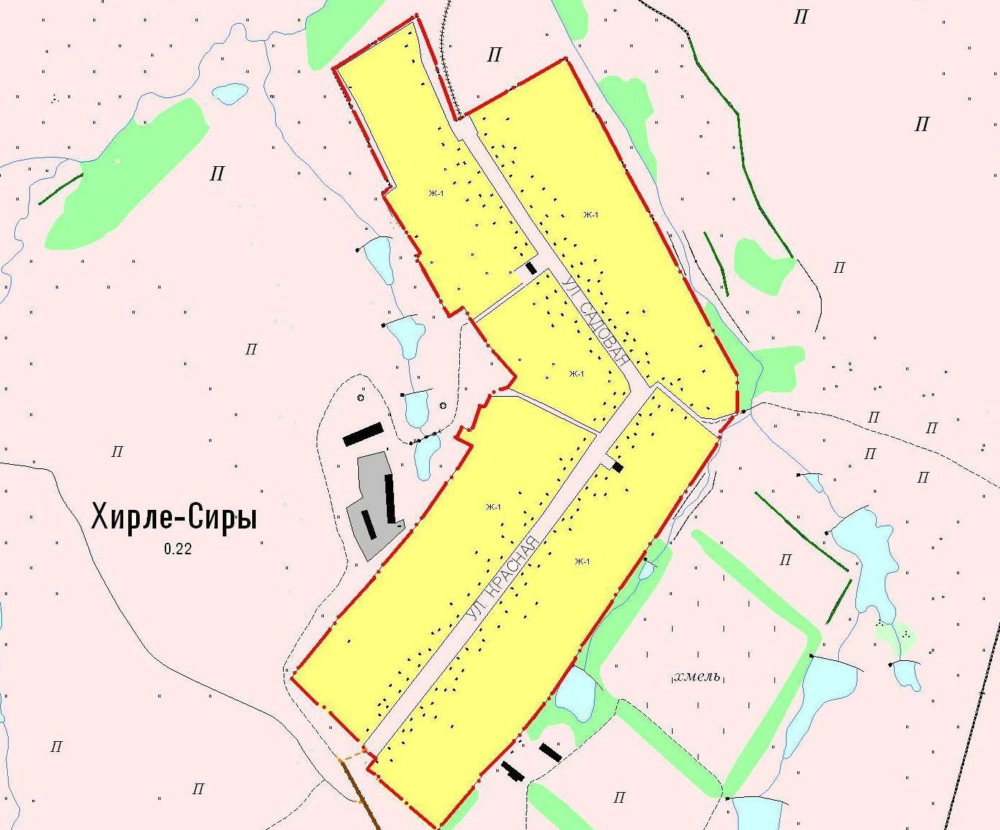 П
П
П
П
Ж-1
Ж-1
П
УЛ. САДОВАЯ
П
Ж-1
П
П
П
П
П
Хирле-Сиры
0.22
Ж-1
Ж-1
П
УЛ. КРАСНАЯ
хмель
П
П
П